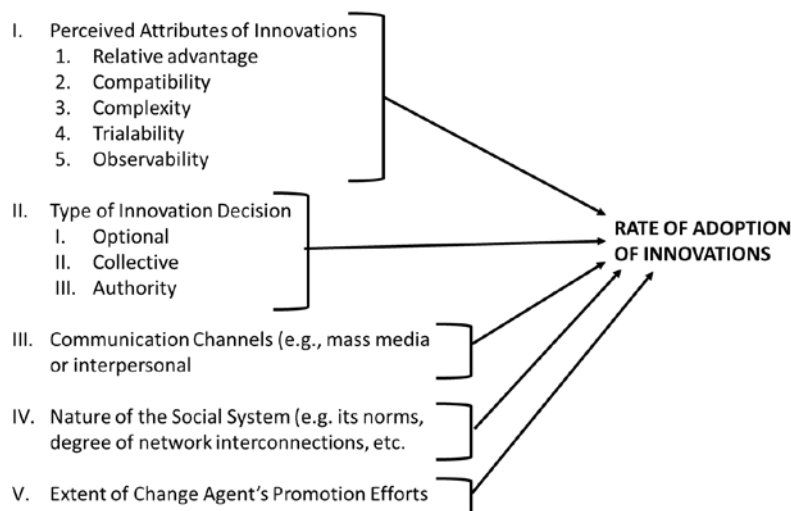 I. Perceived Attributes of Innovations
1. Relative advantage
2. Compatibility
3. Complexity
4. Trialability
5. Observability
II. Type of Innovation Decision
I. Optional
II. Collective
III. Authority
RATE OF ADOPTION
OF INNOVATIONS
III. Communication Channels (e.g., mass media
or interpersonal
IV. Nature of the Social System (e.g. its norms,
degree of network interconnections, etc.
V. Extent of Change Agent’s Promotion Efforts